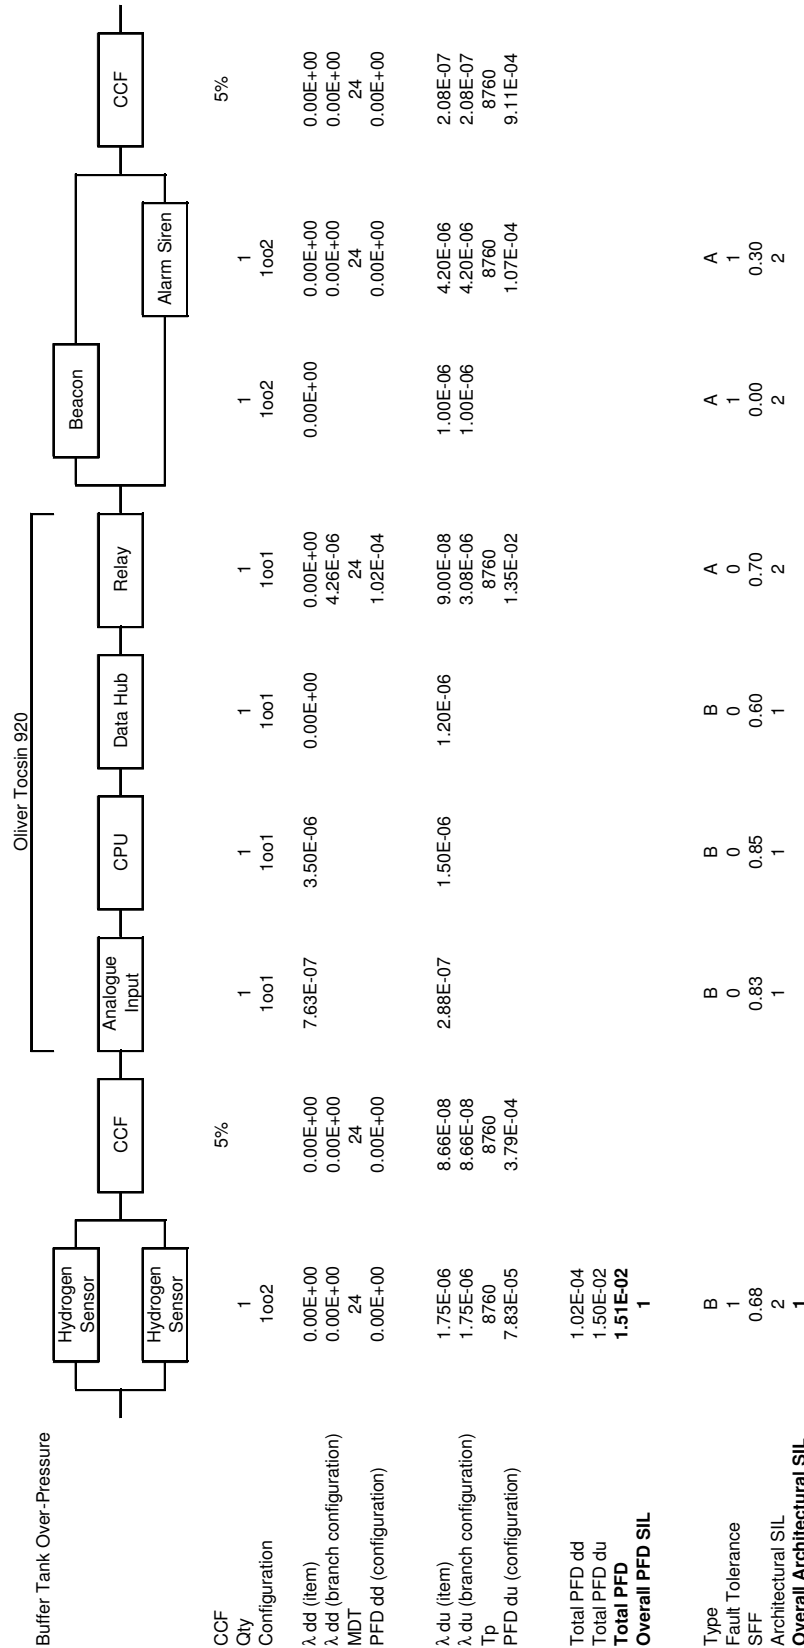 Buffer Tank Over-Pressure
Oliver Tocsin 920
Hydrogen
Sensor
Hydrogen
Sensor
CCF
Analogue
Input
CPU
Data Hub
Relay
Beacon
Alarm Siren
CCF
CCF 5% 5%
Qty 1 1 1 1 1 1 1
Configuration 1oo2 1oo1 1oo1 1oo1 1oo1 1oo2 1oo2
λ dd (item) 0.00E+00 0.00E+00 7.63E-07 3.50E-06 0.00E+00 0.00E+00 0.00E+00 0.00E+00 0.00E+00
λ dd (branch configuration) 0.00E+00 0.00E+00 4.26E-06 0.00E+00 0.00E+00
MDT 24 24 24 24 24
PFD dd (configuration) 0.00E+00 0.00E+00 1.02E-04 0.00E+00 0.00E+00
λ du (item) 1.75E-06 8.66E-08 2.88E-07 1.50E-06 1.20E-06 9.00E-08 1.00E-06 4.20E-06 2.08E-07
λ du (branch configuration) 1.75E-06 8.66E-08 3.08E-06 1.00E-06 4.20E-06 2.08E-07
Tp 8760 8760 8760 8760 8760
PFD du (configuration) 7.83E-05 3.79E-04 1.35E-02 1.07E-04 9.11E-04
Total PFD dd 1.02E-04
Total PFD du 1.50E-02
Total PFD 1.51E-02
Overall PFD SIL 1
Type B B B B A A A
Fault Tolerance 1 0 0 0 0 1 1
SFF 0.68 0.83 0.85 0.60 0.70 0.00 0.30
Architectural SIL 2 1 1 1 2 2 2
Overall Architectural SIL 1